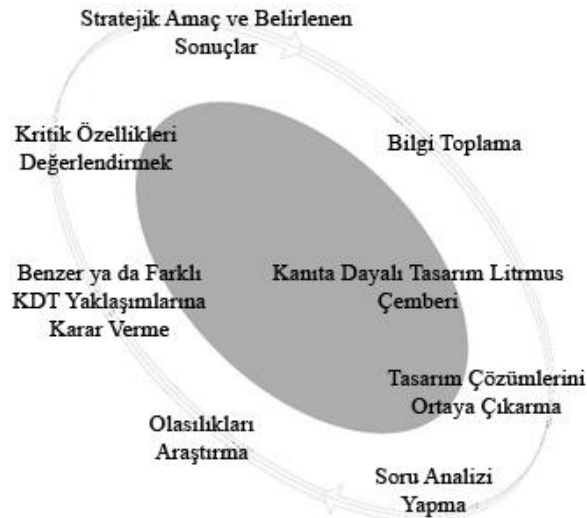 Stratejik Amaç ve Belirlenen
Sonuçlar
Kritik Özellikleri
Değerlendirmek
Bilgi Toplama
Benzer ya da Farklı
KDT Yaklaşımlarına
Karar Verme
Kanıta Dayalı Tasarım Litrmus
Çemberi
Tasarım Çözümlerini
Ortaya Çıkarma
Olasılıkları
Araştırma
Soru Analizi
Yapma